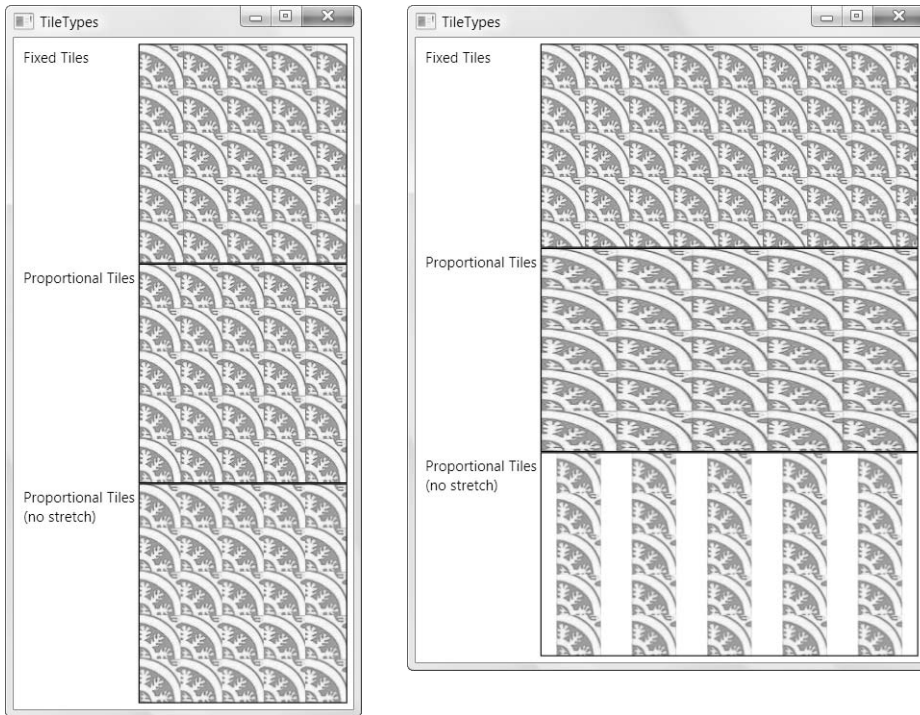 TileTypes
Fixed Tiles
Proportional Tiles
Proportional Tiles
(no stretch)
TileTypes
Fixed Tiles
Proportional Tiles
Proportional Tiles
(no stretch)